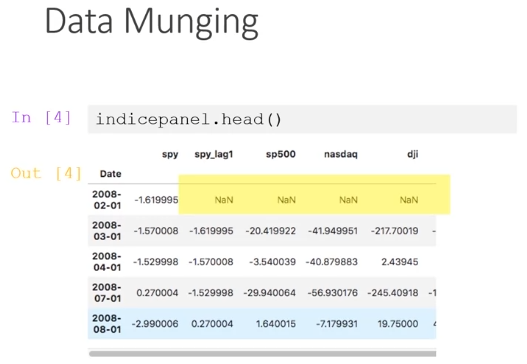 Data Munging
In [4] indicepanel.head()
spy spy_lag1 sp500 nasdaq dji
Out [4] Date
2008-02-01 -1.619995 NaN NaN NaN NaN
2008-03-01 -1.570008 -1.619995 -20.419922 -41.949951 -217.70019 -
2008-04-01 -1.529998 -1.570008 -3.540039 -40.879883 2.43945
2008-07-01 0.270004 -1.529998 -29.940064 -56.930176 -245.40918 -1
2008-08-01 -2.990006 0.270004 1.640015 -7.179931 19.75000